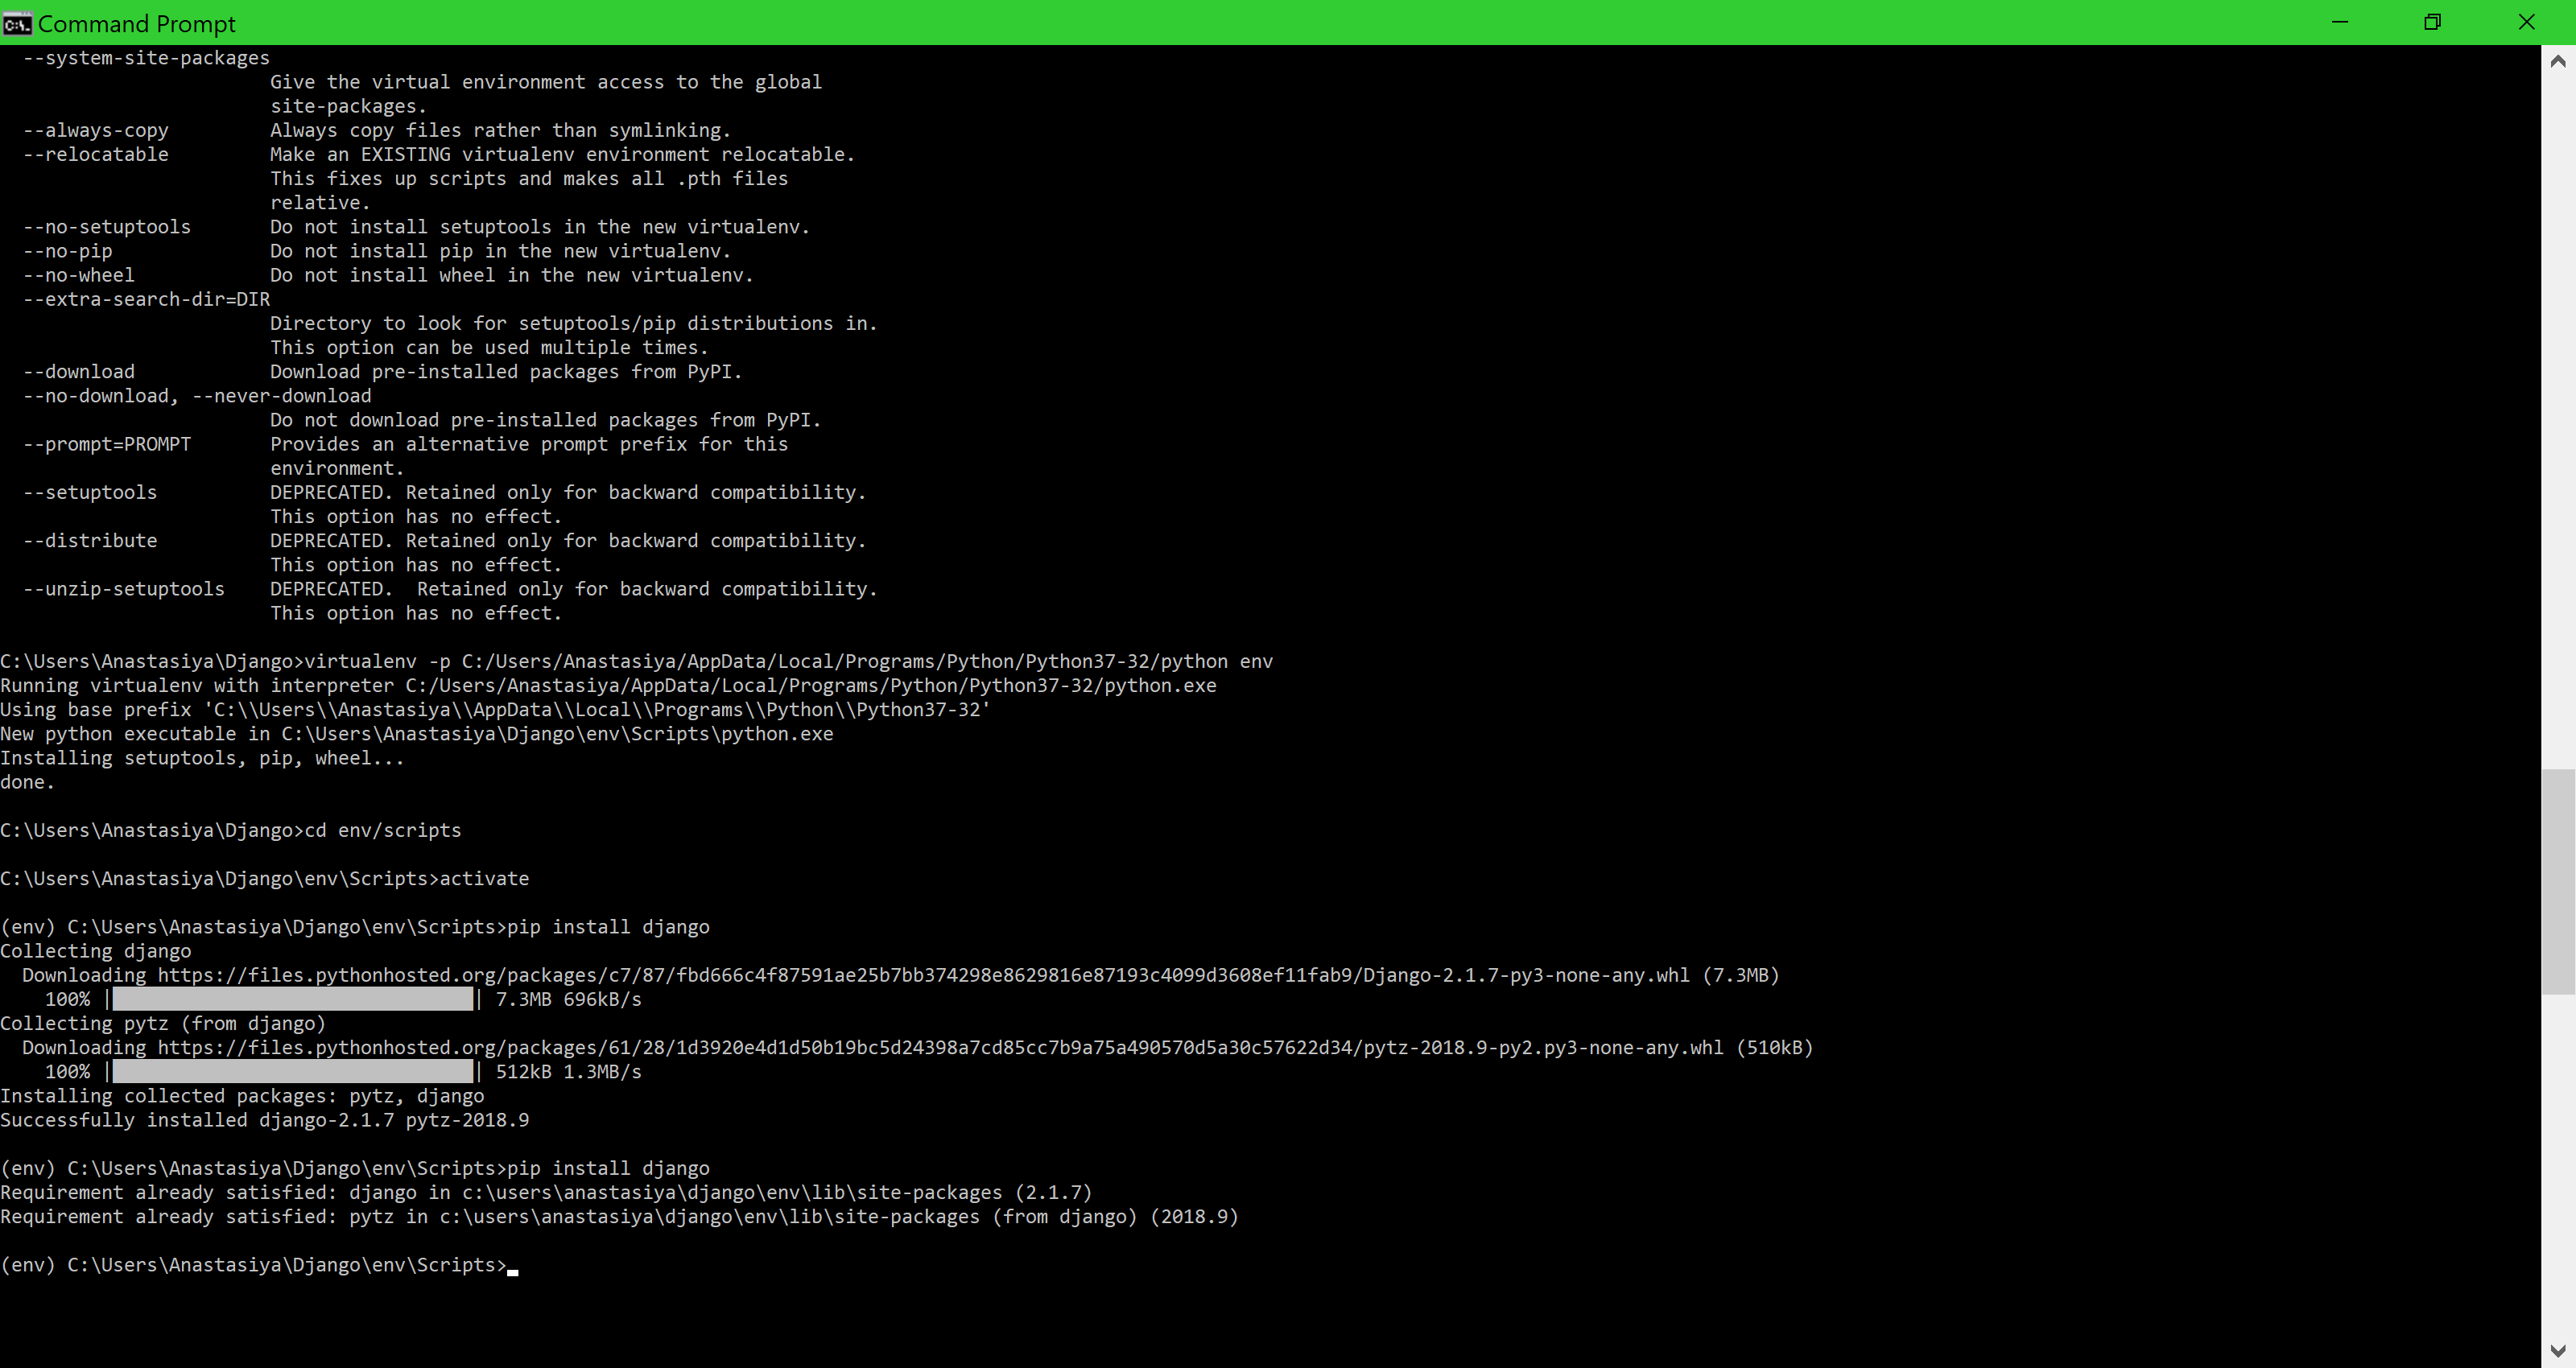 Command Prompt
--system-site-packages
Give the virtual environment access to the global
site-packages.
--always-copy Always copy files rather than symlinking.
--relocatable Make an EXISTING virtualenv environment relocatable.
This fixes up scripts and makes all .pth files
relative.
--no-setuptools Do not install setuptools in the new virtualenv.
--no-pip Do not install pip in the new virtualenv.
--no-wheel Do not install wheel in the new virtualenv.
--extra-search-dir=DIR
Directory to look for setuptools/pip distributions in.
This option can be used multiple times.
--download Download pre-installed packages from PyPI.
--no-download, --never-download
Do not download pre-installed packages from PyPI.
--prompt=PROMPT Provides an alternative prompt prefix for this
environment.
--setuptools DEPRECATED. Retained only for backward compatibility.
This option has no effect.
--distribute DEPRECATED. Retained only for backward compatibility.
This option has no effect.
--unzip-setuptools DEPRECATED.  Retained only for backward compatibility.
This option has no effect.
C:\Users\Anastasiya\Django>virtualenv -p C:/Users/Anastasiya/AppData/Local/Programs/Python/Python37-32/python env
Running virtualenv with interpreter C:/Users/Anastasiya/AppData/Local/Programs/Python/Python37-32/python.exe
Using base prefix 'C:\\Users\\Anastasiya\\AppData\\Local\\Programs\\Python\\Python37-32'
New python executable in C:\Users\Anastasiya\Django\env\Scripts\python.exe
Installing setuptools, pip, wheel...
done.
C:\Users\Anastasiya\Django>cd env/scripts
C:\Users\Anastasiya\Django\env\Scripts>activate
(env) C:\Users\Anastasiya\Django\env\Scripts>pip install django
Collecting django
Downloading https://files.pythonhosted.org/packages/c7/87/fbd666c4f87591ae25b7bb374298e8629816e87193c4099d3608ef11fab9/Django-2.1.7-py3-none-any.whl (7.3MB)
100% | | 7.3MB 696kB/s
Collecting pytz (from django)
Downloading https://files.pythonhosted.org/packages/61/28/1d3920e4d1d50b19bc5d24398a7cd85cc7b9a75a490570d5a30c57622d34/pytz-2018.9-py2.py3-none-any.whl (510kB)
100% | | 512kB 1.3MB/s
Installing collected packages: pytz, django
Successfully installed django-2.1.7 pytz-2018.9
(env) C:\Users\Anastasiya\Django\env\Scripts>pip install django
Requirement already satisfied: django in c:\users\anastasiya\django\env\lib\site-packages (2.1.7)
Requirement already satisfied: pytz in c:\users\anastasiya\django\env\lib\site-packages (from django) (2018.9)
(env) C:\Users\Anastasiya\Django\env\Scripts>